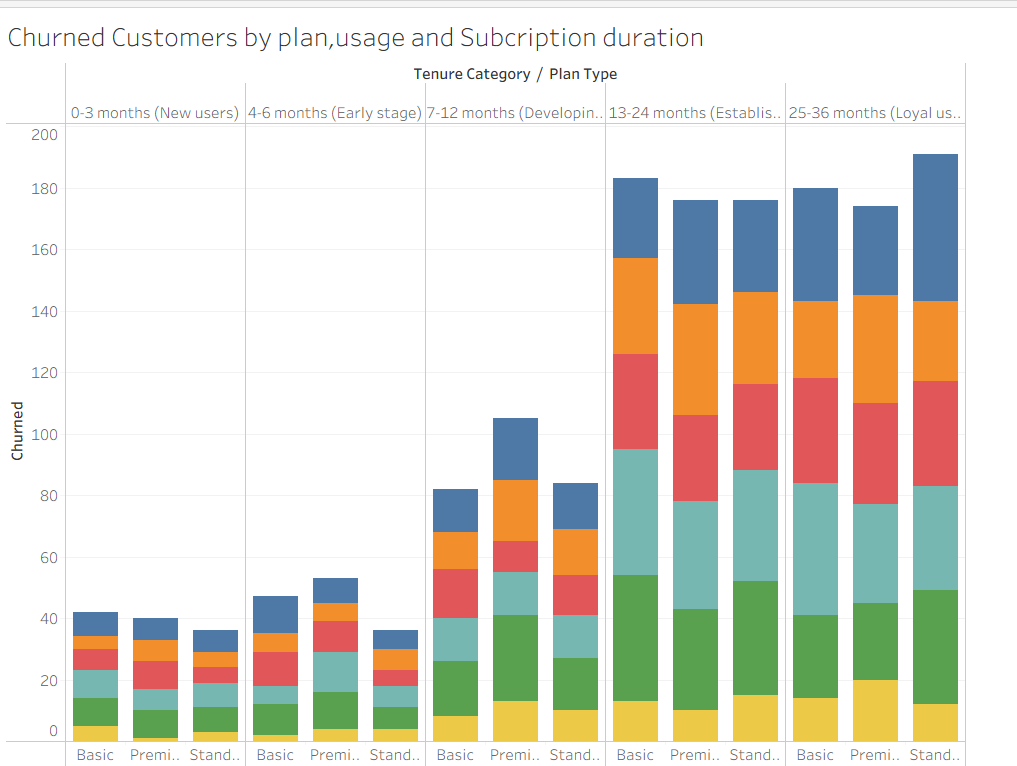 Churned Customers by plan,usage and Subcription duration
Tenure Category / Plan Type
0-3 months (New users) 4-6 months (Early stage) 7-12 months (Developin.. 13-24 months (Establis.. 25-36 months (Loyal us..
200
180
160
140
120
100
80
60
40
20
0
Churned
Basic Premi.. Stand.. Basic Premi.. Stand.. Basic Premi.. Stand.. Basic Premi.. Stand.. Basic Premi.. Stand..